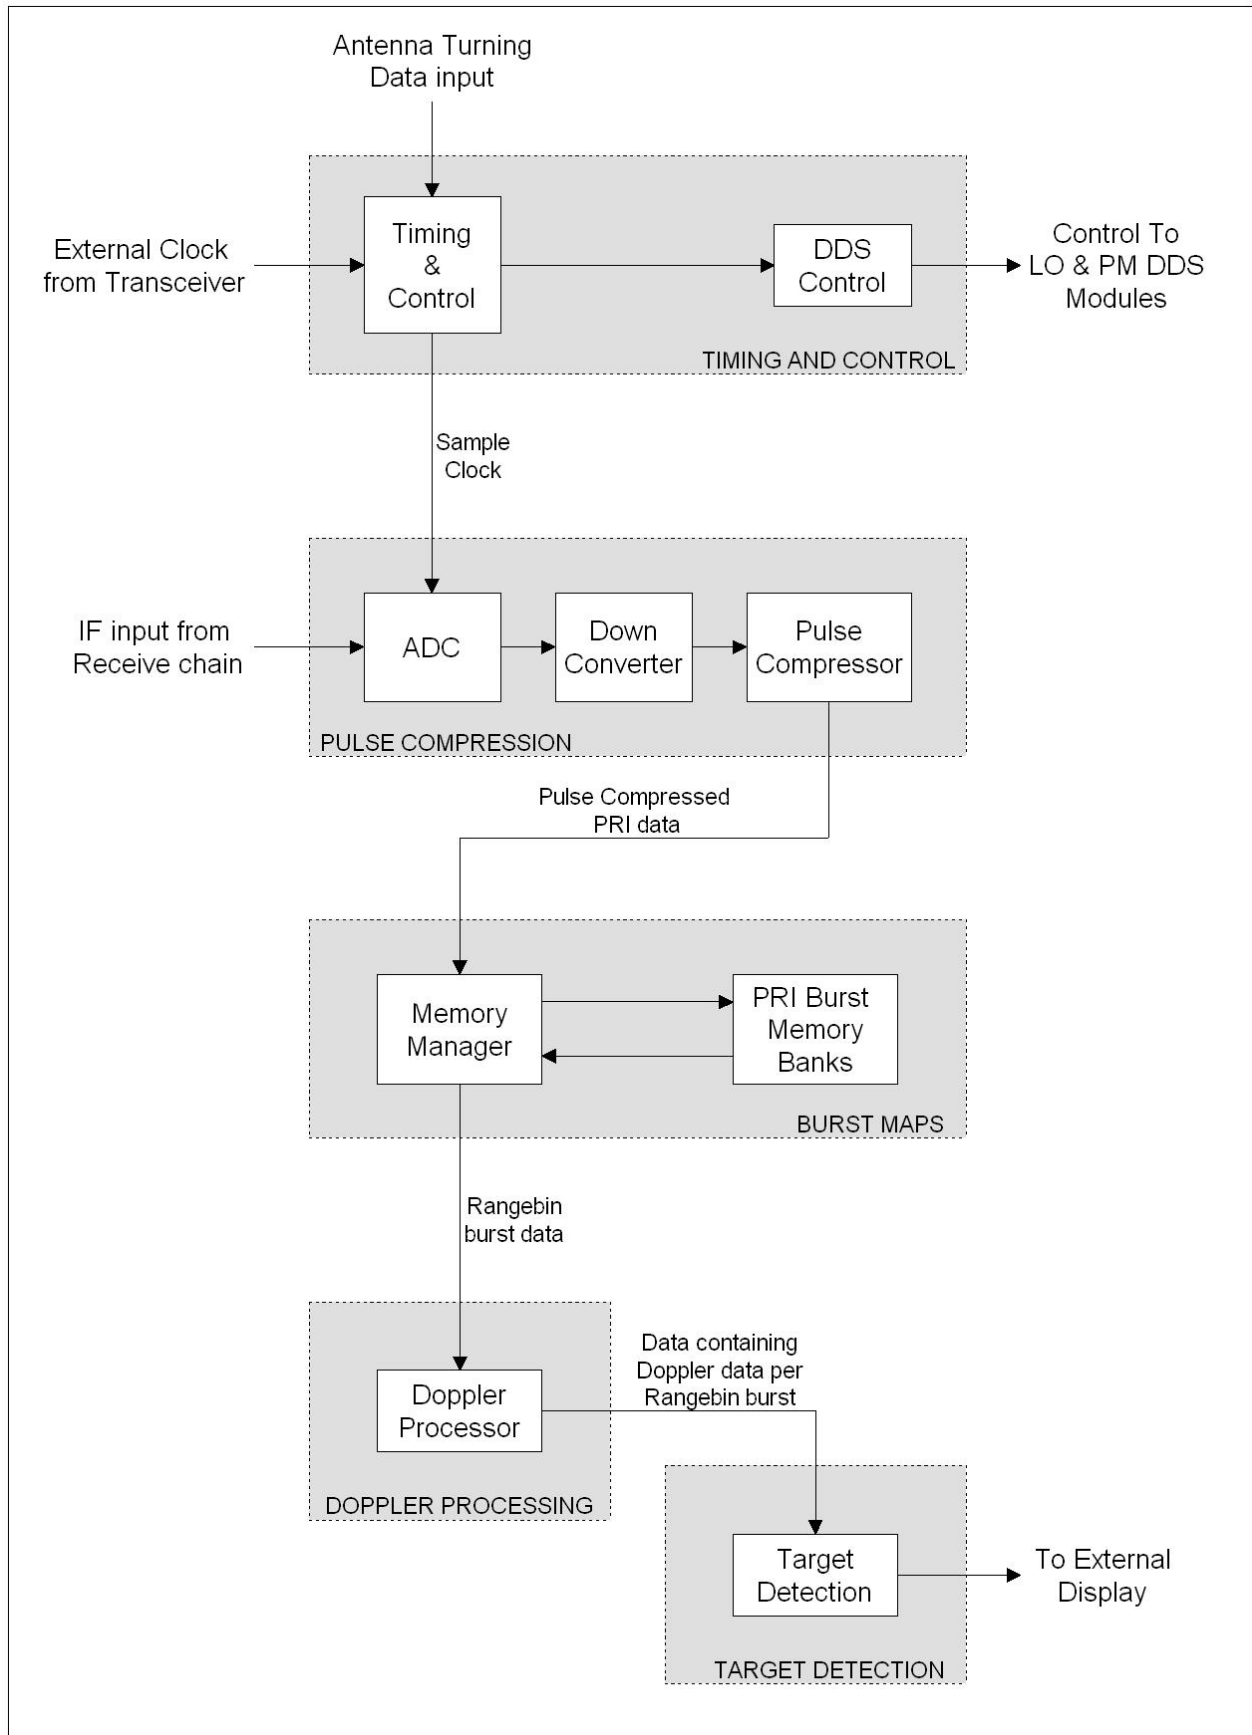 Antenna Turning
Data input
External Clock
from Transceiver
Timing
&
Control
DDS
Control
Control To
LO & PM DDS
Modules
TIMING AND CONTROL
Sample
Clock
IF input from
Receive chain
ADC
Down
Converter
Pulse
Compressor
PULSE COMPRESSION
Pulse Compressed
PRI data
Memory
Manager
PRI Burst
Memory
Banks
BURST MAPS
Rangebin
burst data
Data containing
Doppler data per
Rangebin burst
Doppler
Processor
DOPPLER PROCESSING
Target
Detection
To External
Display
TARGET DETECTION